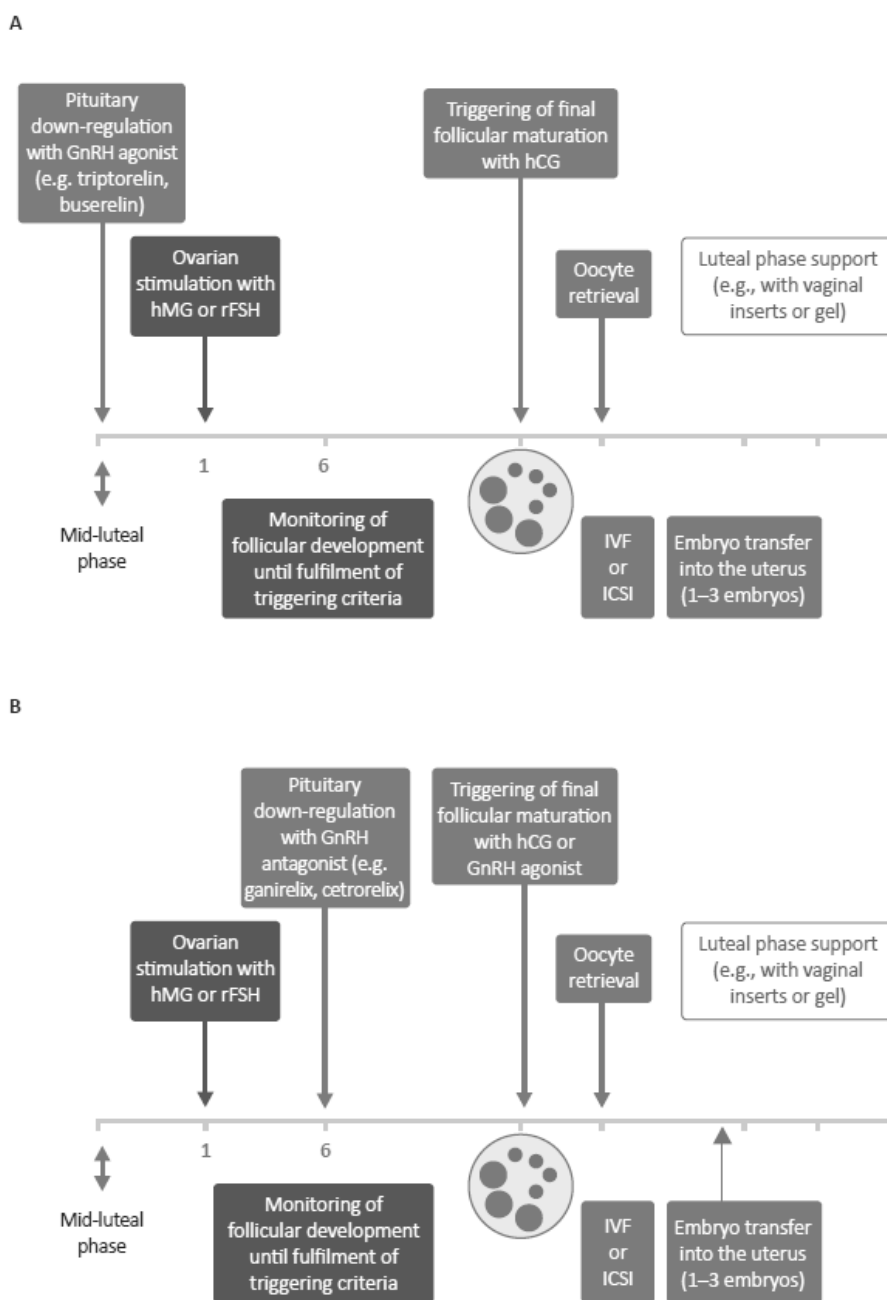 A
Pituitary
down-regulation
with GnRH agonist
(e.g. triptorelin,
buserelin)
Triggering of final
follicular maturation
with hCG
Ovarian
stimulation with
hMG or rFSH
Oocyte
retrieval
Luteal phase support
(e.g., with vaginal
inserts or gel)
1
6
Mid-luteal
phase
Monitoring of
follicular development
until fulfilment of
triggering criteria
IVF
or
ICSI
Embryo transfer
into the uterus
(1–3 embryos)
B
Pituitary
down-regulation
with GnRH
antagonist (e.g.
ganirelix, cetrorelix)
Triggering of final
follicular maturation
with hCG or
GnRH agonist
Ovarian
stimulation with
hMG or rFSH
Oocyte
retrieval
Luteal phase support
(e.g., with vaginal
inserts or gel)
1
6
Mid-luteal
phase
Monitoring of
follicular development
until fulfilment of
triggering criteria
IVF
or
ICSI
Embryo transfer
into the uterus
(1–3 embryos)